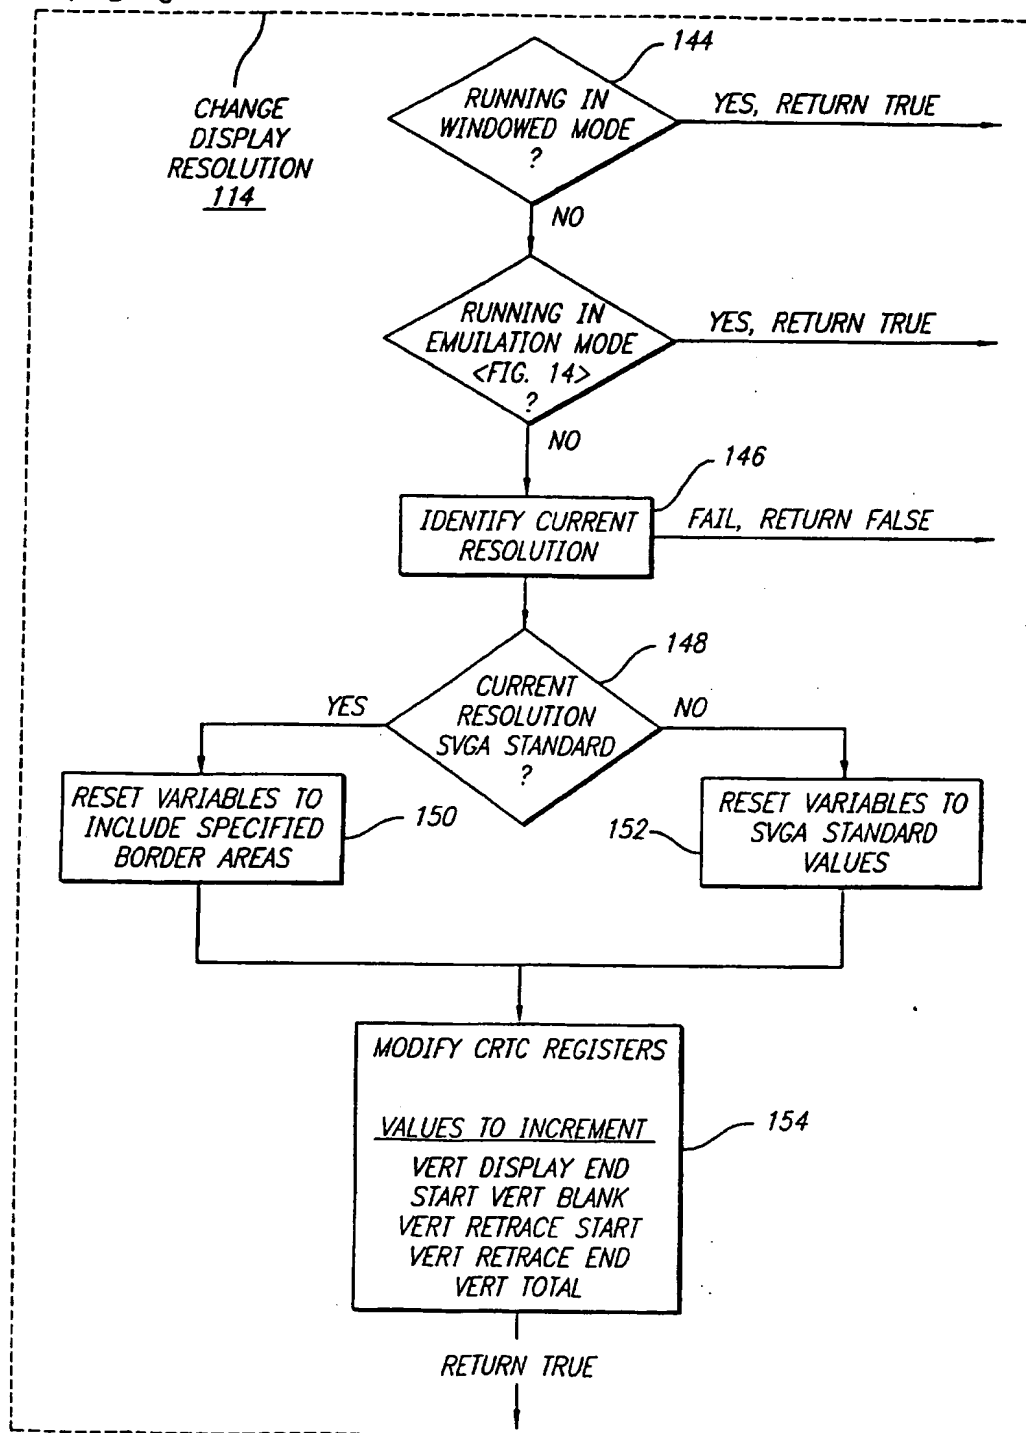 144
CHANGE
DISPLAY
RESOLUTION
114
RUNNING IN
WINDOWED MODE
?
YES, RETURN TRUE
NO
RUNNING IN
EMUILATION MODE
<FIG. 14>
?
YES, RETURN TRUE
NO
146
IDENTIFY CURRENT
RESOLUTION
FAIL, RETURN FALSE
148
CURRENT
RESOLUTION
SVGA STANDARD
?
YES
NO
RESET VARIABLES TO
INCLUDE SPECIFIED
BORDER AREAS
150
152
RESET VARIABLES TO
SVGA STANDARD
VALUES
MODIFY CRTC REGISTERS
VALUES TO INCREMENT
VERT DISPLAY END
START VERT BLANK
VERT RETRACE START
VERT RETRACE END
VERT TOTAL
154
RETURN TRUE